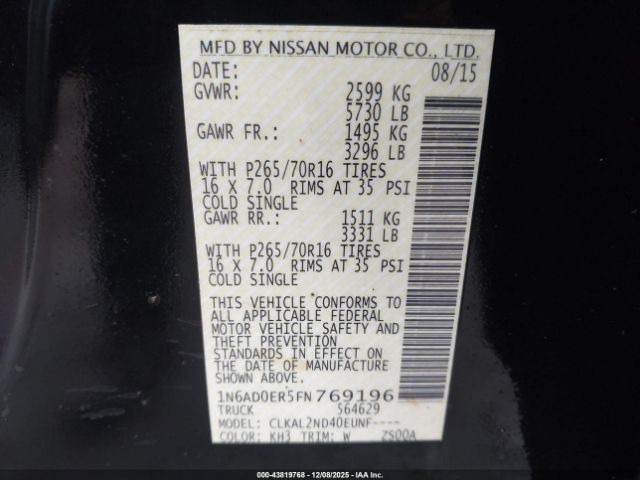 MFD BY NISSAN MOTOR CO., LTD.
DATE: 08/15
GVWR: 2599 KG
5730 LB
GAWR FR.: 1495 KG
3296 LB
WITH P265/70R16 TIRES
16 X 7.0 RIMS AT 35 PSI
COLD SINGLE
GAWR RR.: 1511 KG
3331 LB
WITH P265/70R16 TIRES
16 X 7.0 RIMS AT 35 PSI
COLD SINGLE
THIS VEHICLE CONFORMS TO
ALL APPLICABLE FEDERAL
MOTOR VEHICLE SAFETY AND
THEFT PREVENTION
STANDARDS IN EFFECT ON
THE DATE OF MANUFACTURE
SHOWN ABOVE.
1N6AD0ER5FN769196
TRUCK 564629
MODEL: CLKAL2ND40EUNF----
COLOR: KH3 TRIM: W ZS00A
000-43819768 | 12/08/2025 | IAAI.COM